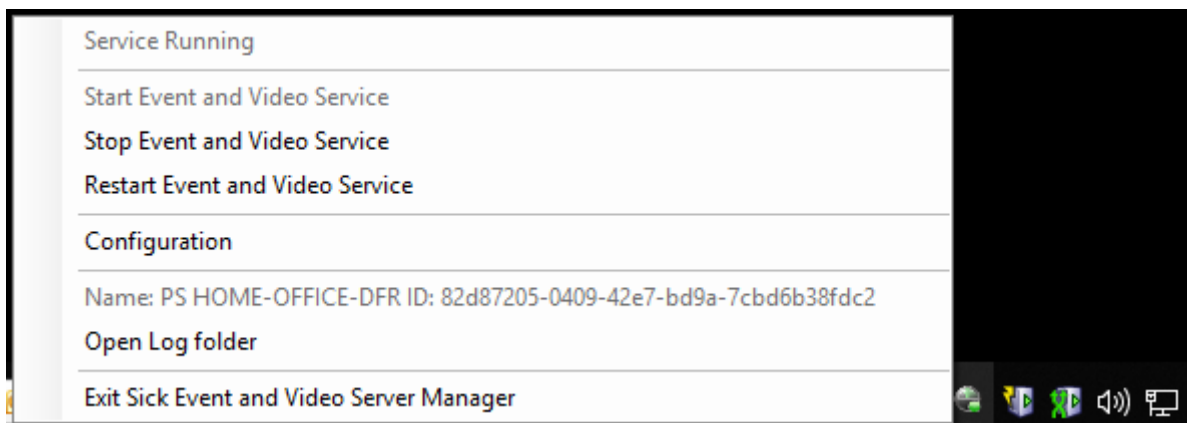 Service Running
Start Event and Video Service
Stop Event and Video Service
Restart Event and Video Service
Configuration
Name: PS HOME-OFFICE-DFR ID: 82d87205-0409-42e7-bd9a-7cbd6b38fdc2
Open Log folder
Exit Sick Event and Video Server Manager